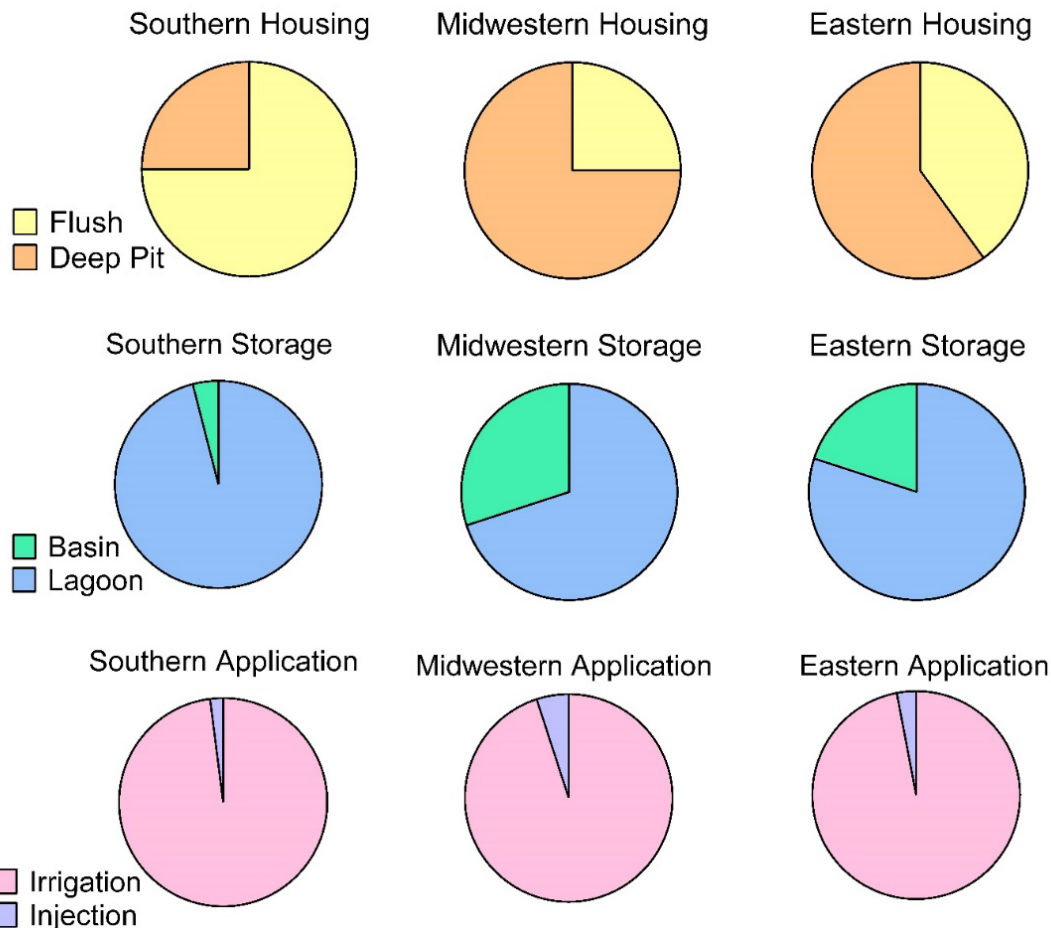 Southern Housing
Midwestern Housing
Eastern Housing
Flush
Deep Pit
Southern Storage
Midwestern Storage
Eastern Storage
Basin
Lagoon
Southern Application
Midwestern Application
Eastern Application
Irrigation
Injection